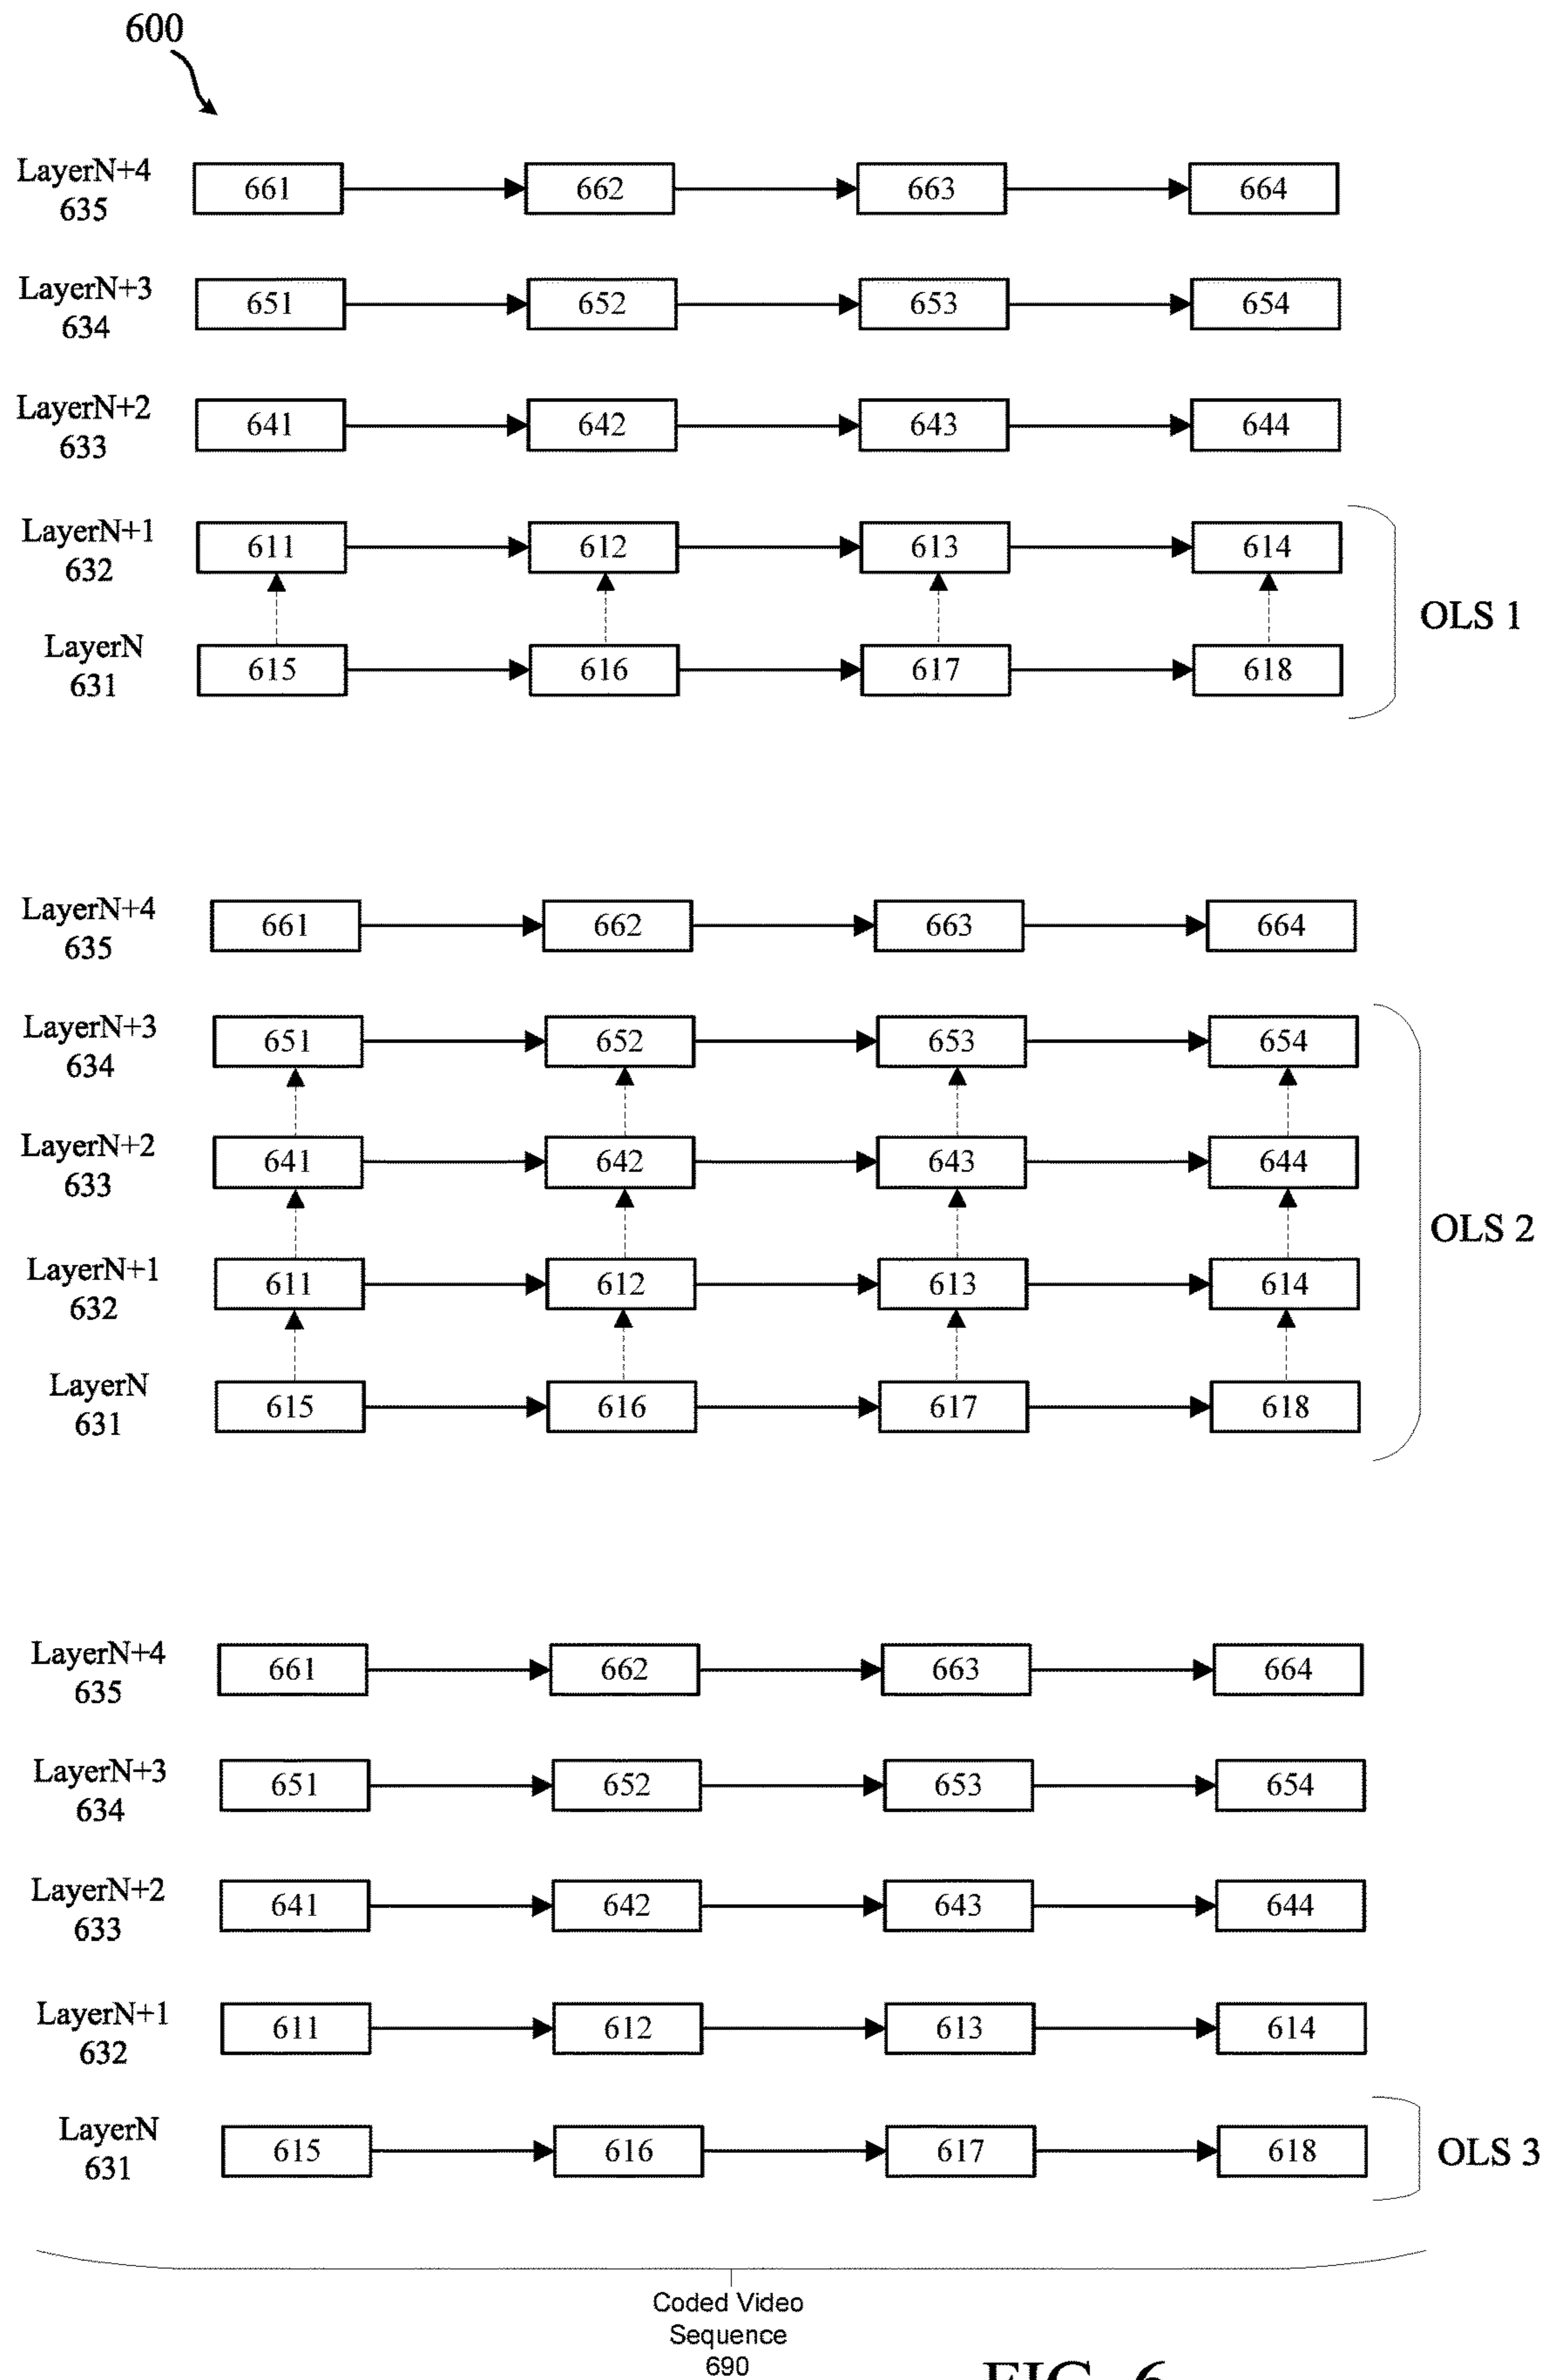 600
LayerN+4
635
661 662 663 664
LayerN+3
634
651 652 653 654
LayerN+2
633
641 642 643 644
LayerN+1
632
611 612 613 614
OLS 1
LayerN
631
615 616 617 618
LayerN+4
635
661 662 663 664
LayerN+3
634
651 652 653 654
LayerN+2
633
641 642 643 644
OLS 2
LayerN+1
632
611 612 613 614
LayerN
631
615 616 617 618
LayerN+4
635
661 662 663 664
LayerN+3
634
651 652 653 654
LayerN+2
633
641 642 643 644
LayerN+1
632
611 612 613 614
LayerN
631
615 616 617 618
OLS 3
Coded Video
Sequence
690
FIG. 6